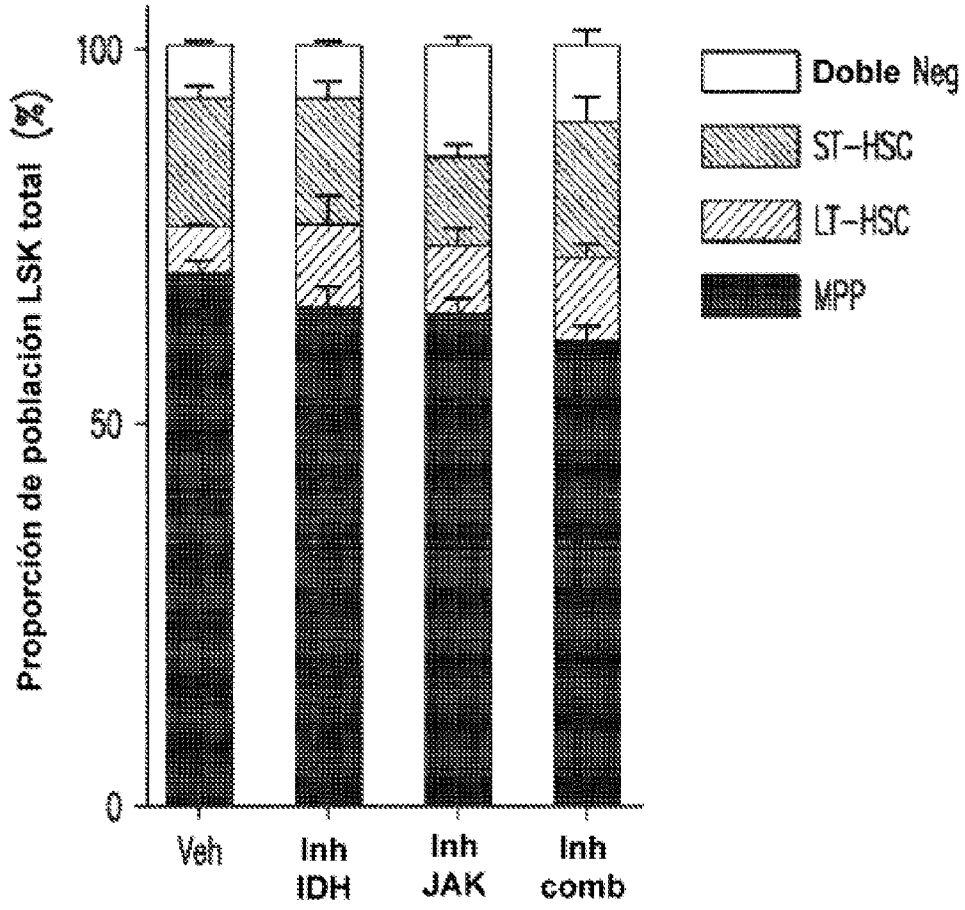 Proporción de población LSK total (%)
100
50
0
Veh
Inh
IDH
Inh
JAK
Inh
comb
Doble Neg
ST-HSC
LT-HSC
MPP